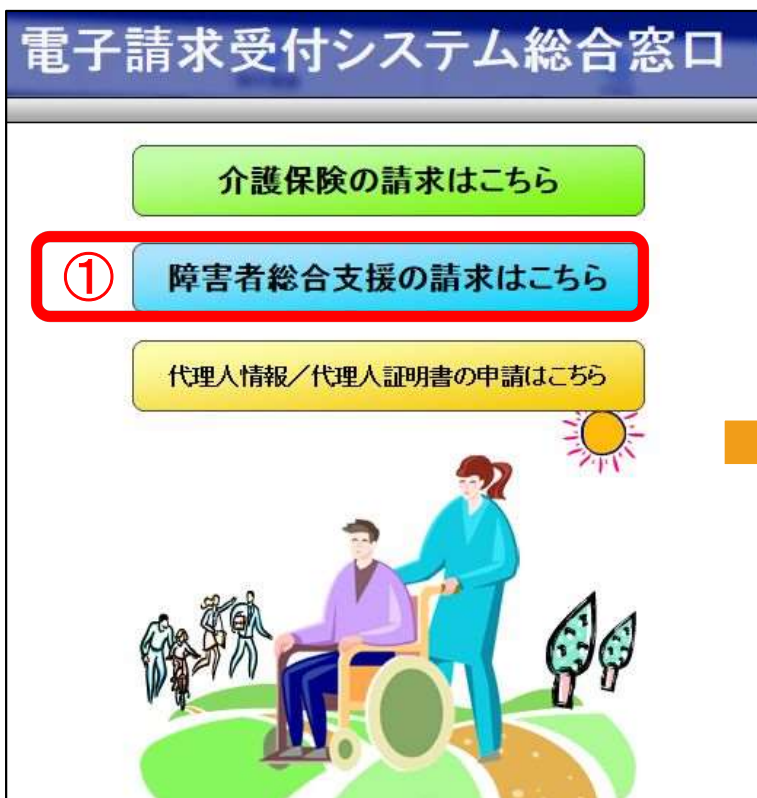 電子請求受付システム総合窓口
介護保険の請求はこちら
① 障害者総合支援の請求はこちら
代理人情報／代理人証明書の申請はこちら